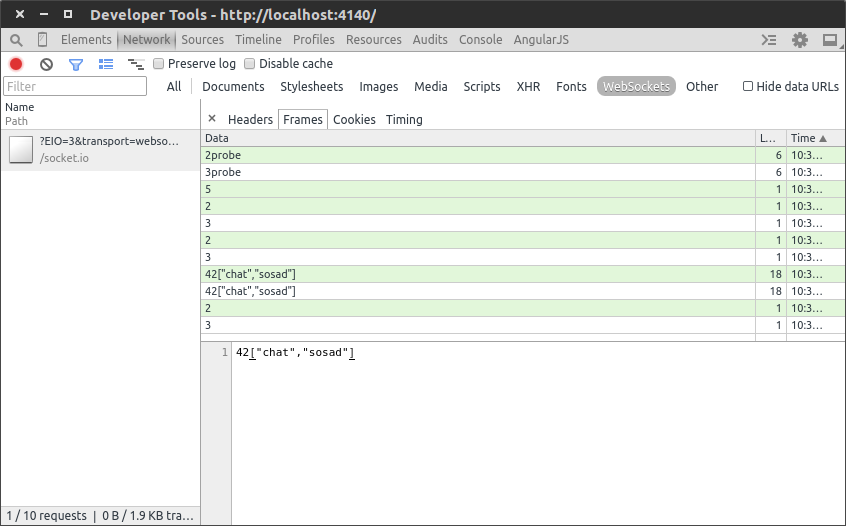 Developer Tools - http://localhost:4140/
Elements Network Sources Timeline Profiles Resources Audits Console AngularJS
Preserve log Disable cache
Filter All Documents Stylesheets Images Media Scripts XHR Fonts WebSockets Other Hide data URLs
Name
Path
?EIO=3&transport=webso...
/socket.io
× Headers Frames Cookies Timing
Data L... Time ▲
2probe 6 10:3...
3probe 6 10:3...
5 1 10:3...
2 1 10:3...
3 1 10:3...
2 1 10:3...
3 1 10:3...
42["chat","sosad"] 18 10:3...
42["chat","sosad"] 18 10:3...
2 1 10:3...
3 1 10:3...
1 42["chat","sosad"]
1 / 10 requests | 0 B / 1.9 KB tra...